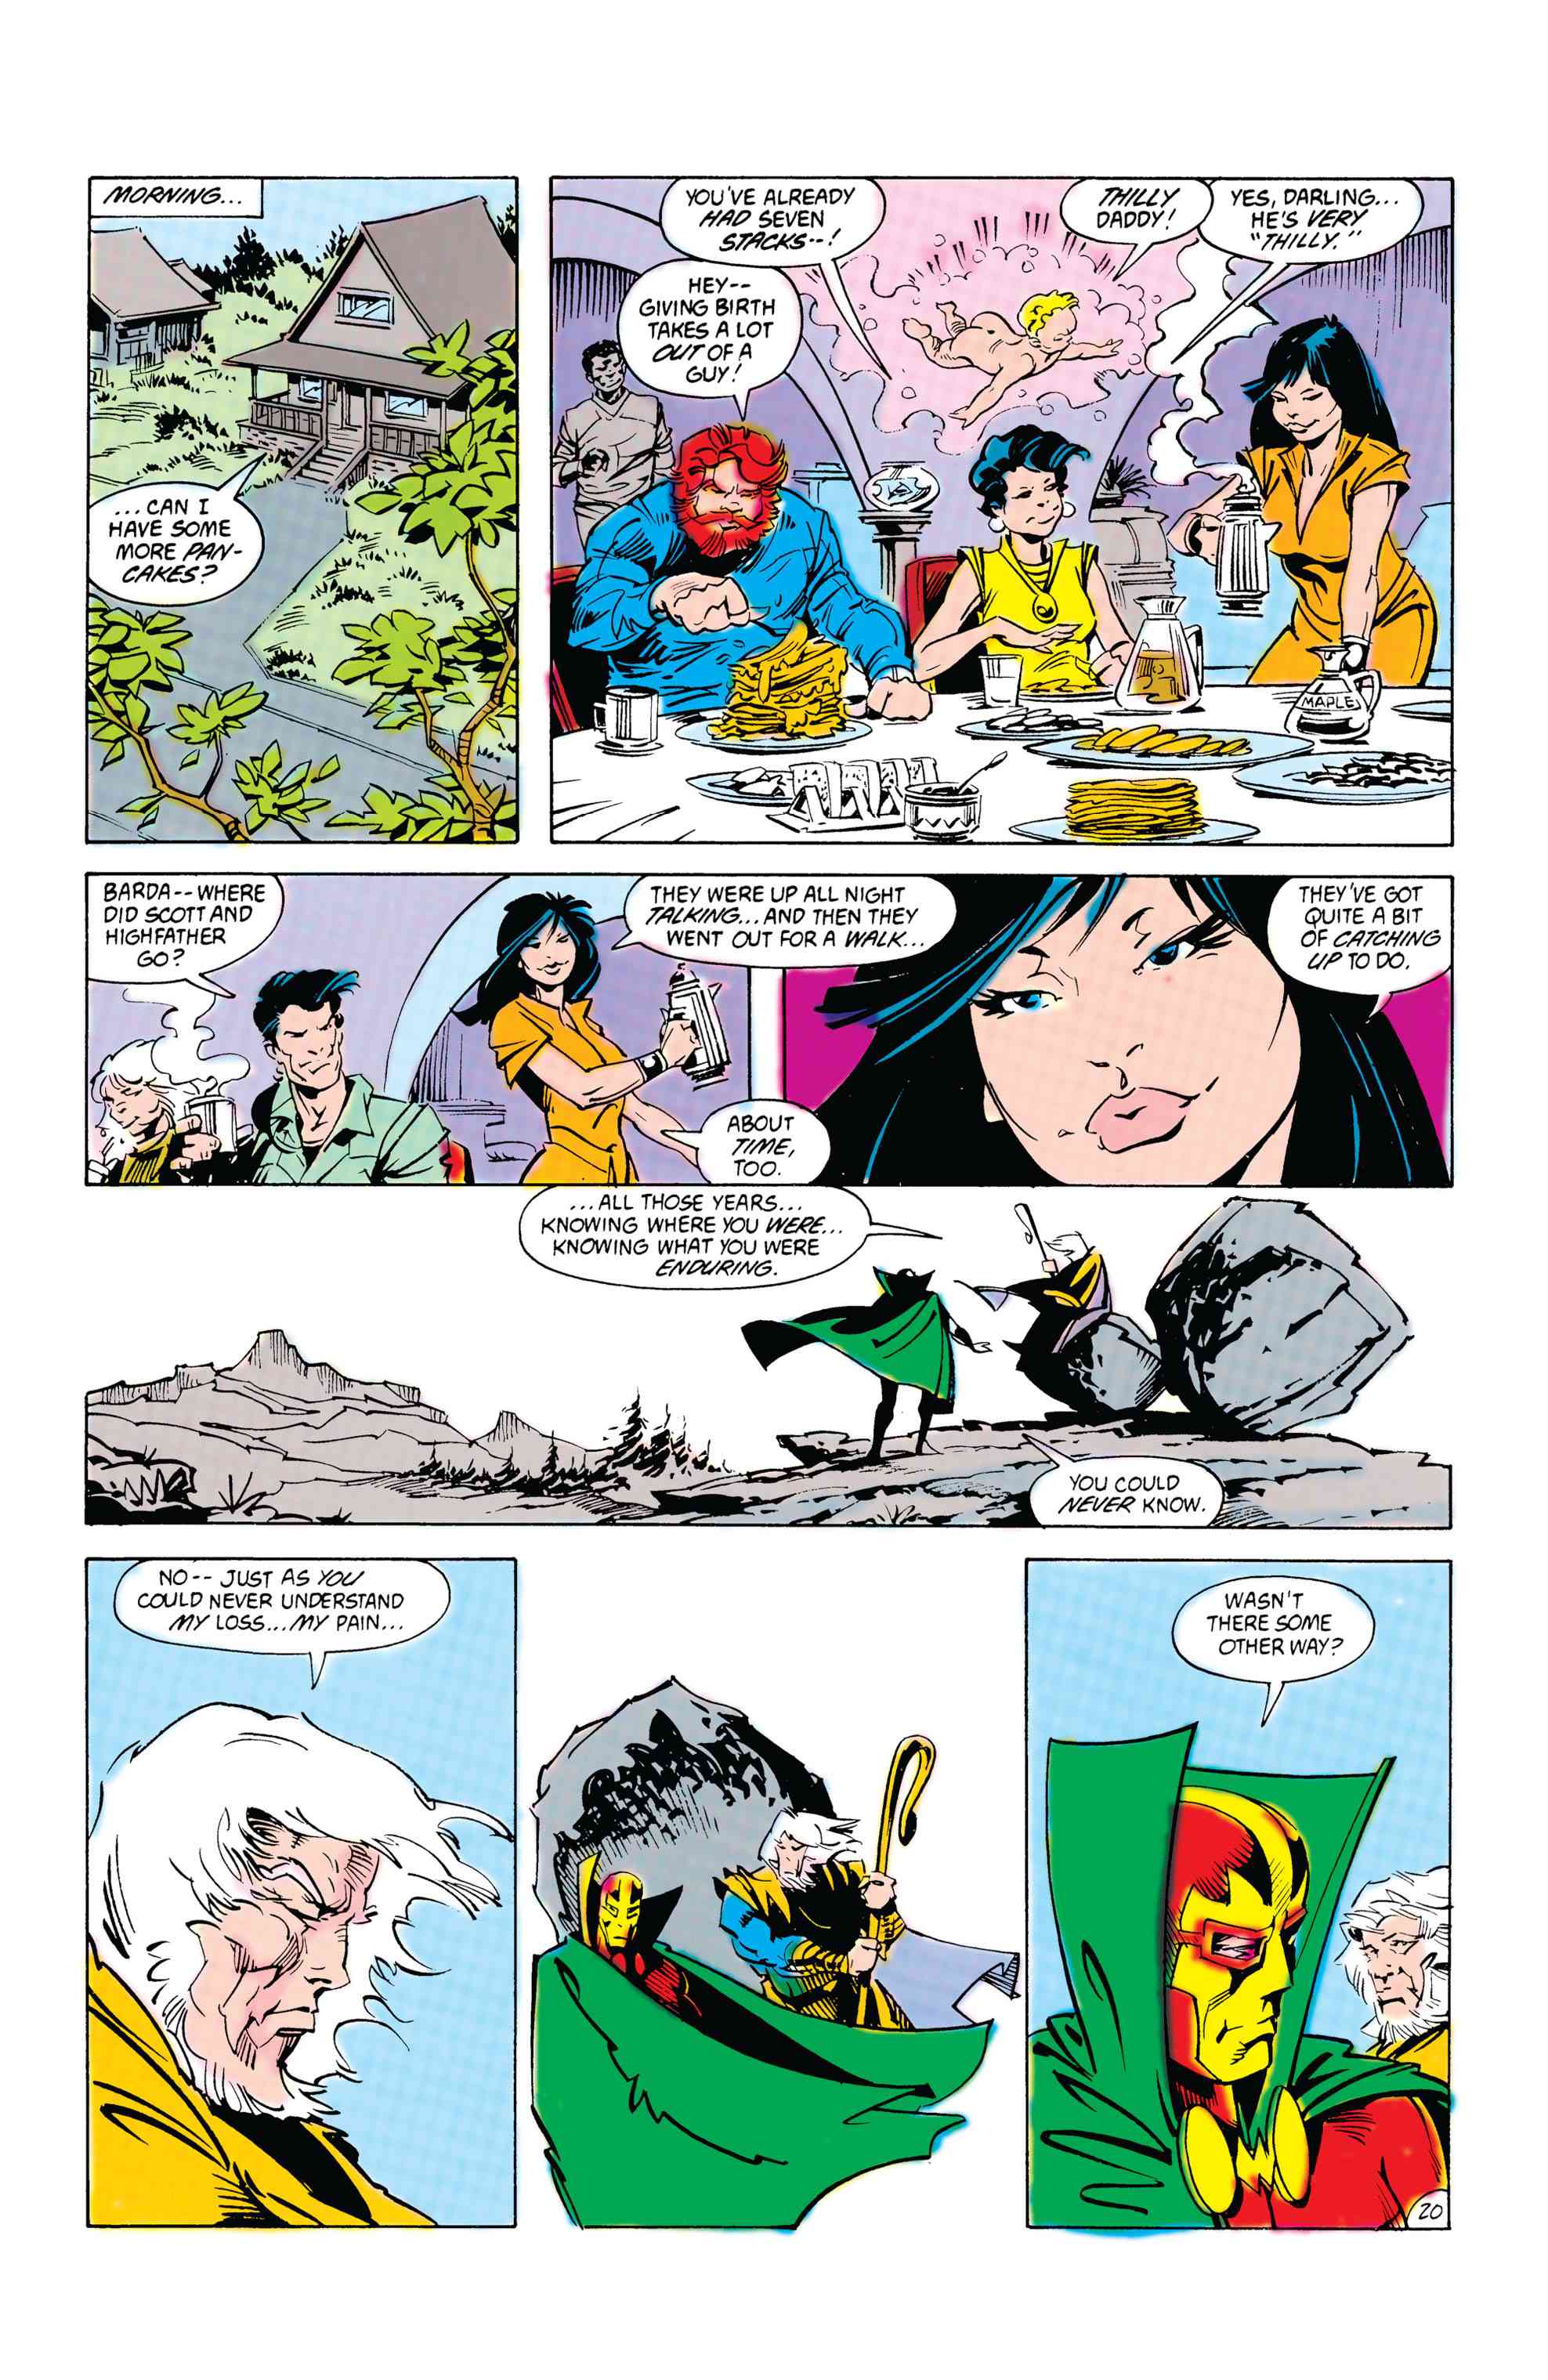 MORNING...
...CAN I
HAVE SOME
MORE PAN-
CAKES?
YOU'VE ALREADY
HAD SEVEN
STACKS--!
HEY--
GIVING BIRTH
TAKES A LOT
OUT OF A
GUY!
THILLY
DADDY!
YES, DARLING...
HE'S VERY
"THILLY."
MAPLE
BARDA--WHERE
DID SCOTT AND
HIGHFATHER
GO?
THEY WERE UP ALL NIGHT
TALKING...AND THEN THEY
WENT OUT FOR A WALK...
ABOUT
TIME,
TOO.
THEY'VE GOT
QUITE A BIT
OF CATCHING
UP TO DO.
...ALL THOSE YEARS...
KNOWING WHERE YOU WERE...
KNOWING WHAT YOU WERE
ENDURING.
YOU COULD
NEVER KNOW.
NO-- JUST AS YOU
COULD NEVER UNDERSTAND
MY LOSS...MY PAIN...
WASN'T
THERE SOME
OTHER WAY?
20